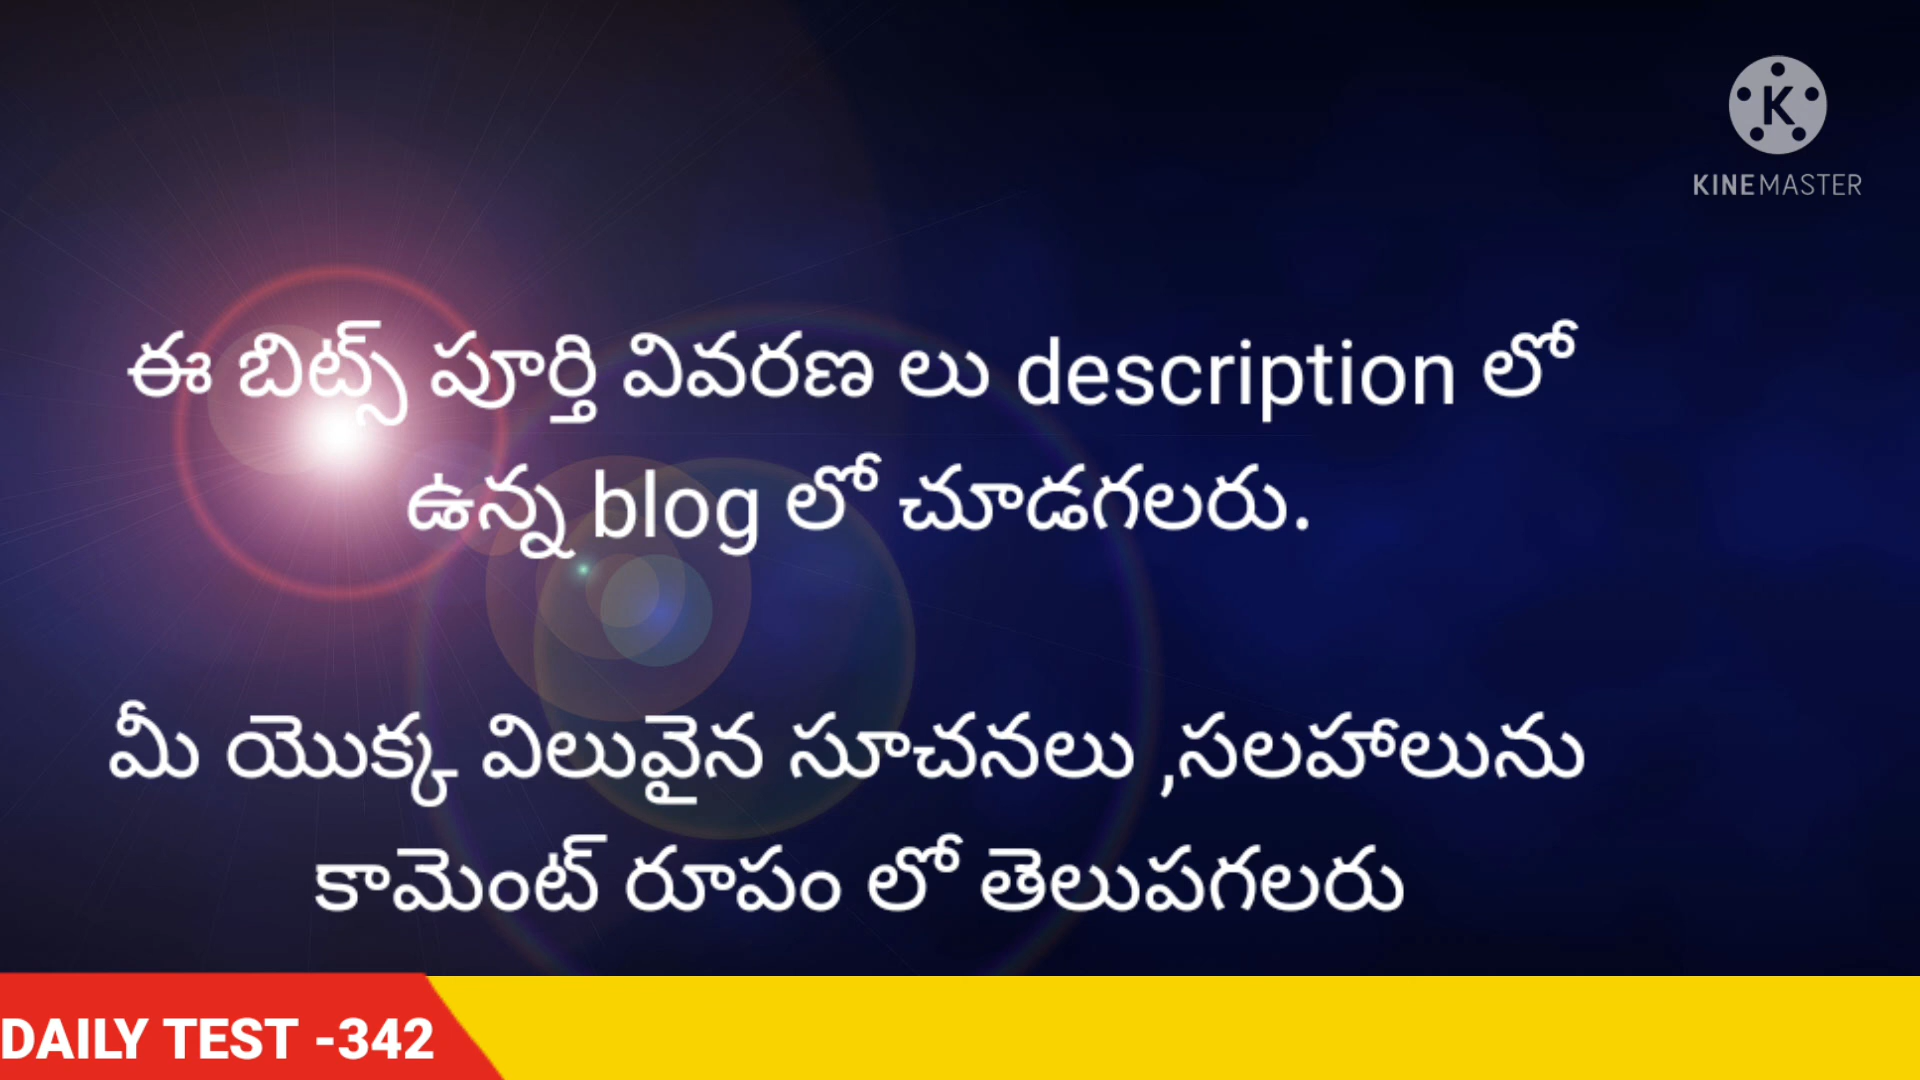 K
KINEMASTER
ఈ బిట్స్ పూర్తి వివరణ లు description లో
ఉన్న blog లో చూడగలరు.
మీ యొక్క విలువైన సూచనలు ,సలహాలును
కామెంట్ రూపం లో తెలుపగలరు
DAILY TEST -342